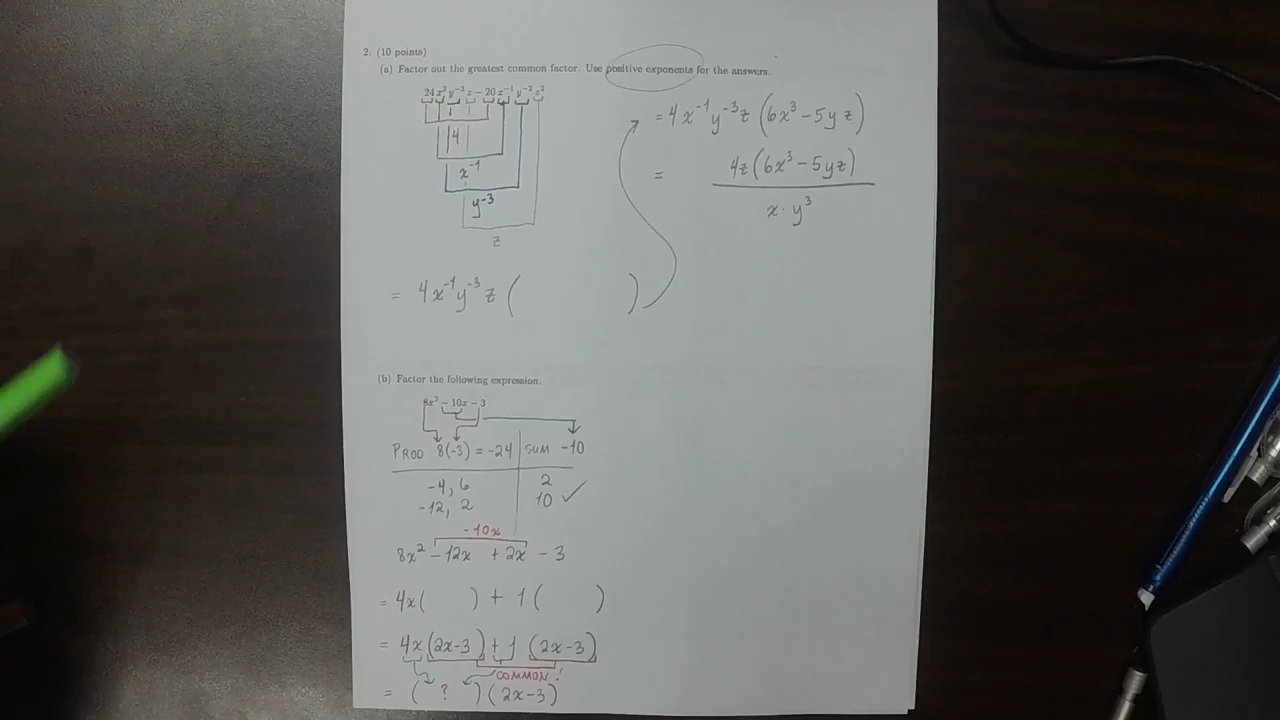 2. (10 points)
(a) Factor out the greatest common factor. Use positive exponents for the answers.
24x²y⁻³z − 20x⁻¹y⁻²z²
4
x⁻¹
y⁻³
z
= 4x⁻¹y⁻³z (        )
= 4x⁻¹y⁻³z (6x³ − 5yz)
= 4z(6x³ − 5yz)
x · y³
(b) Factor the following expression.
8x² − 10x − 3
PROD 8(-3) = -24 SUM -10
-4, 6 2
-12, 2 10 ✓
-10x
8x² − 12x + 2x − 3
= 4x(        ) + 1(        )
= 4x(2x-3) + 1 (2x-3)
COMMON!
= ( ? )(2x-3)